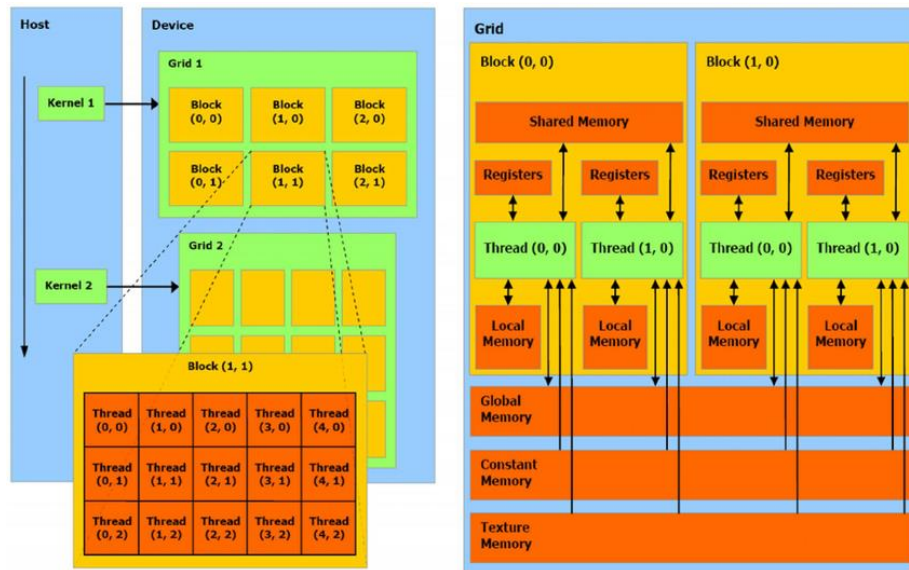 Host
Device
Grid 1
Kernel 1
Block
(0, 0)
Block
(1, 0)
Block
(2, 0)
Block
(0, 1)
Block
(1, 1)
Block
(2, 1)
Grid 2
Kernel 2
Block (1, 1)
Thread
(0, 0)
Thread
(1, 0)
Thread
(2, 0)
Thread
(3, 0)
Thread
(4, 0)
Thread
(0, 1)
Thread
(1, 1)
Thread
(2, 1)
Thread
(3, 1)
Thread
(4, 1)
Thread
(0, 2)
Thread
(1, 2)
Thread
(2, 2)
Thread
(3, 2)
Thread
(4, 2)
Grid
Block (0, 0)
Shared Memory
Registers
Registers
Thread (0, 0)
Thread (1, 0)
Local
Memory
Local
Memory
Block (1, 0)
Shared Memory
Registers
Registers
Thread (0, 0)
Thread (1, 0)
Local
Memory
Local
Memory
Global
Memory
Constant
Memory
Texture
Memory